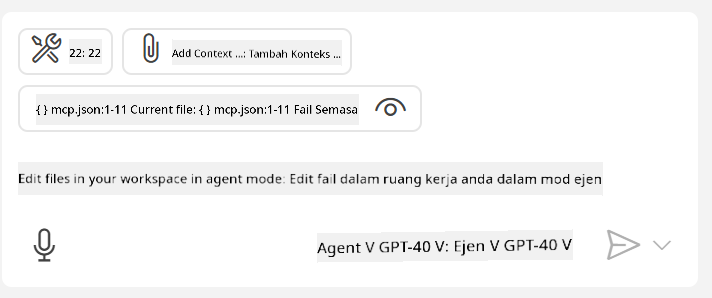 22: 22
Add Context ...: Tambah Konteks ...
{ } mcp.json:1-11 Current file: { } mcp.json:1-11 Fail Semasa
Edit files in your workspace in agent mode: Edit fail dalam ruang kerja anda dalam mod ejen
Agent V GPT-40 V: Ejen V GPT-40 V